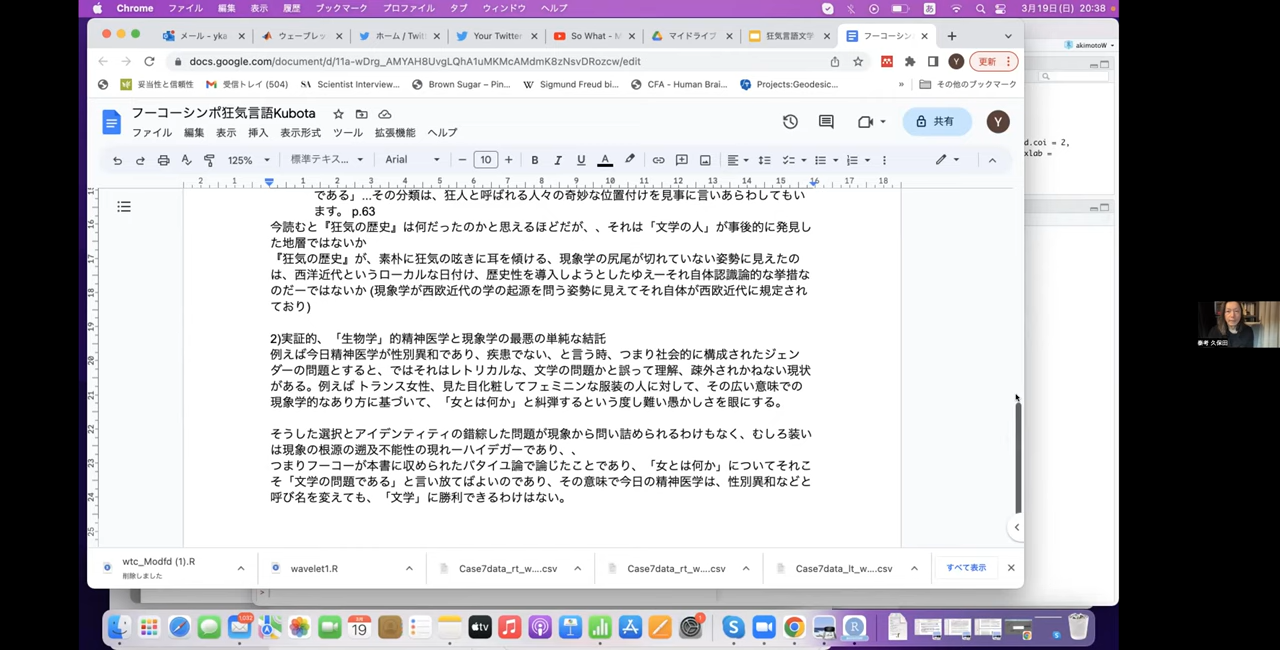 Chrome ファイル 編集 表示 履歴 ブックマーク プロファイル タブ ウィンドウ ヘルプ 3月19日(日) 20:38
メール - yka ウェーブレッ ホーム / Twit Your Twitter So What - M マイドライブ 狂気言語文学 フーコーシン
akimotoW
docs.google.com/document/d/11a-wDrg_AMYAH8UvgLQhA1uMKMcAMdmK8zNsvDRozcw/edit 更新
妥当性と信頼性 受信トレイ (504) Scientist Interview... Brown Sugar – Pin... Sigmund Freud bi... CFA - Human Brai... Projects:Geodesic... » その他のブックマーク
フーコーシンポ狂気言語Kubota
ファイル 編集 表示 挿入 表示形式 ツール 拡張機能 ヘルプ
共有 Y
125% 標準テキス... Arial 10 B I U A
d.coi = 2,
xlab =
2 1 1 2 3 4 5 6 7 8 9 10 11 12 13 14 15 16 17 18
である」...その分類は、狂人と呼ばれる人々の奇妙な位置付けを見事に言いあらわしてもい
ます。 p.63
今読むと『狂気の歴史』は何だったのかと思えるほどだが、、それは「文学の人」が事後的に発見し
た地層ではないか
『狂気の歴史』が、素朴に狂気の呟きに耳を傾ける、現象学の尻尾が切れていない姿勢に見えたの
は、西洋近代というローカルな日付け、歴史性を導入しようとしたゆえーそれ自体認識論的な挙措な
のだーではないか (現象学が西欧近代の学の起源を問う姿勢に見えてそれ自体が西欧近代に規定され
ており)
2)実証的、「生物学」的精神医学と現象学の最悪の単純な結託
例えば今日精神医学が性別異和であり、疾患でない、と言う時、つまり社会的に構成されたジェン
ダーの問題とすると、ではそれはレトリカルな、文学の問題かと誤って理解、疎外されかねない現状
がある。例えば トランス女性、見た目化粧してフェミニンな服装の人に対して、その広い意味での
現象学的なあり方に基づいて、「女とは何か」と糾弾するという度し難い愚かしさを眼にする。
そうした選択とアイデンティティの錯綜した問題が現象から問い詰められるわけもなく、むしろ装い
は現象の根源の遡及不能性の現れーハイデガーであり、、
つまりフーコーが本書に収められたバタイユ論で論じたことであり、「女とは何か」についてそれこ
そ「文学の問題である」と言い放てばよいのであり、その意味で今日の精神医学は、性別異和などと
呼び名を変えても、「文学」に勝利できるわけはない。
泰考 久保田
wtc_Modfd (1).R
削除しました
wavelet1.R Case7data_rt_w....csv Case7data_rt_w....csv Case7data_lt_w....csv すべて表示